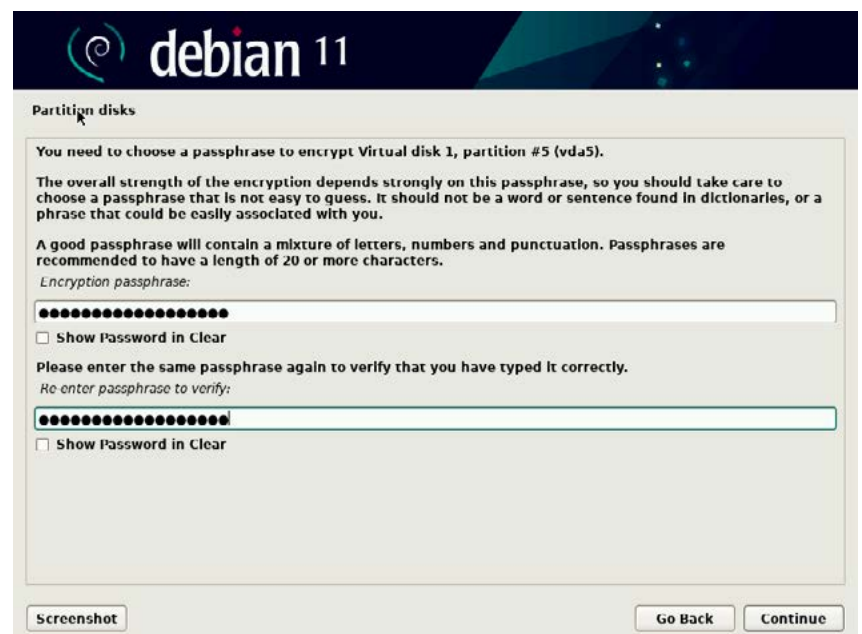 debian 11
Partition disks
You need to choose a passphrase to encrypt Virtual disk 1, partition #5 (vda5).
The overall strength of the encryption depends strongly on this passphrase, so you should take care to
choose a passphrase that is not easy to guess. It should not be a word or sentence found in dictionaries, or a
phrase that could be easily associated with you.
A good passphrase will contain a mixture of letters, numbers and punctuation. Passphrases are
recommended to have a length of 20 or more characters.
Encryption passphrase:
●●●●●●●●●●●●●●●●●●
Show Password in Clear
Please enter the same passphrase again to verify that you have typed it correctly.
Re-enter passphrase to verify:
●●●●●●●●●●●●●●●●●●
Show Password in Clear
Screenshot
Go Back
Continue